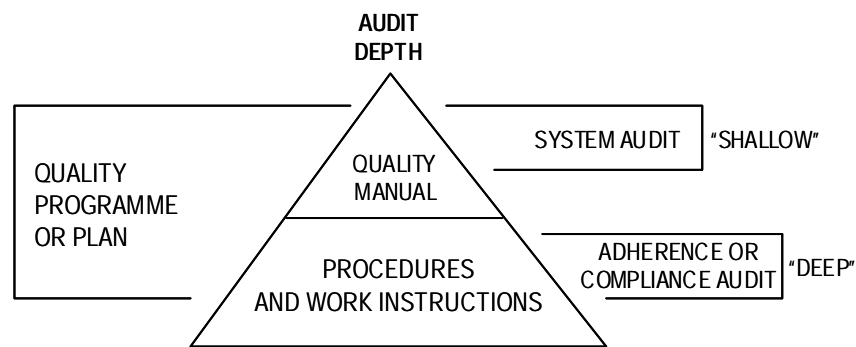 AUDIT
DEPTH
QUALITY
PROGRAMME
OR PLAN
QUALITY
MANUAL
SYSTEM AUDIT
"SHALLOW"
PROCEDURES
AND WORK INSTRUCTIONS
ADHERENCE OR
COMPLIANCE AUDIT
"DEEP"